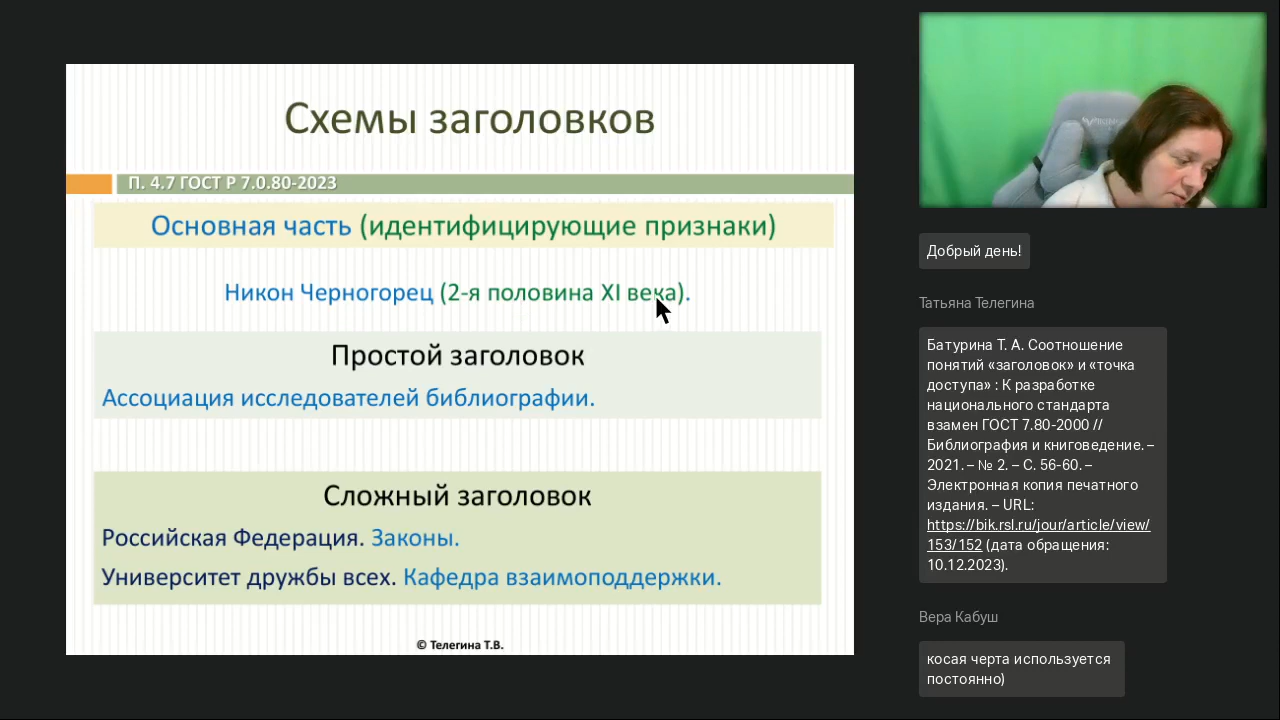 Схемы заголовков
П. 4.7 ГОСТ Р 7.0.80-2023
Основная часть (идентифицирующие признаки)
Никон Черногорец (2-я половина XI века).
Простой заголовок
Ассоциация исследователей библиографии.
Сложный заголовок
Российская Федерация. Законы.
Университет дружбы всех. Кафедра взаимоподдержки.
© Телегина Т.В.
Добрый день!
Татьяна Телегина
Батурина Т. А. Соотношение
понятий «заголовок» и «точка
доступа» : К разработке
национального стандарта
взамен ГОСТ 7.80-2000 //
Библиография и книговедение. –
2021. – № 2. – С. 56-60. –
Электронная копия печатного
издания. – URL:
https://bik.rsl.ru/jour/article/view/
153/152 (дата обращения:
10.12.2023).
Вера Кабуш
косая черта используется
постоянно)